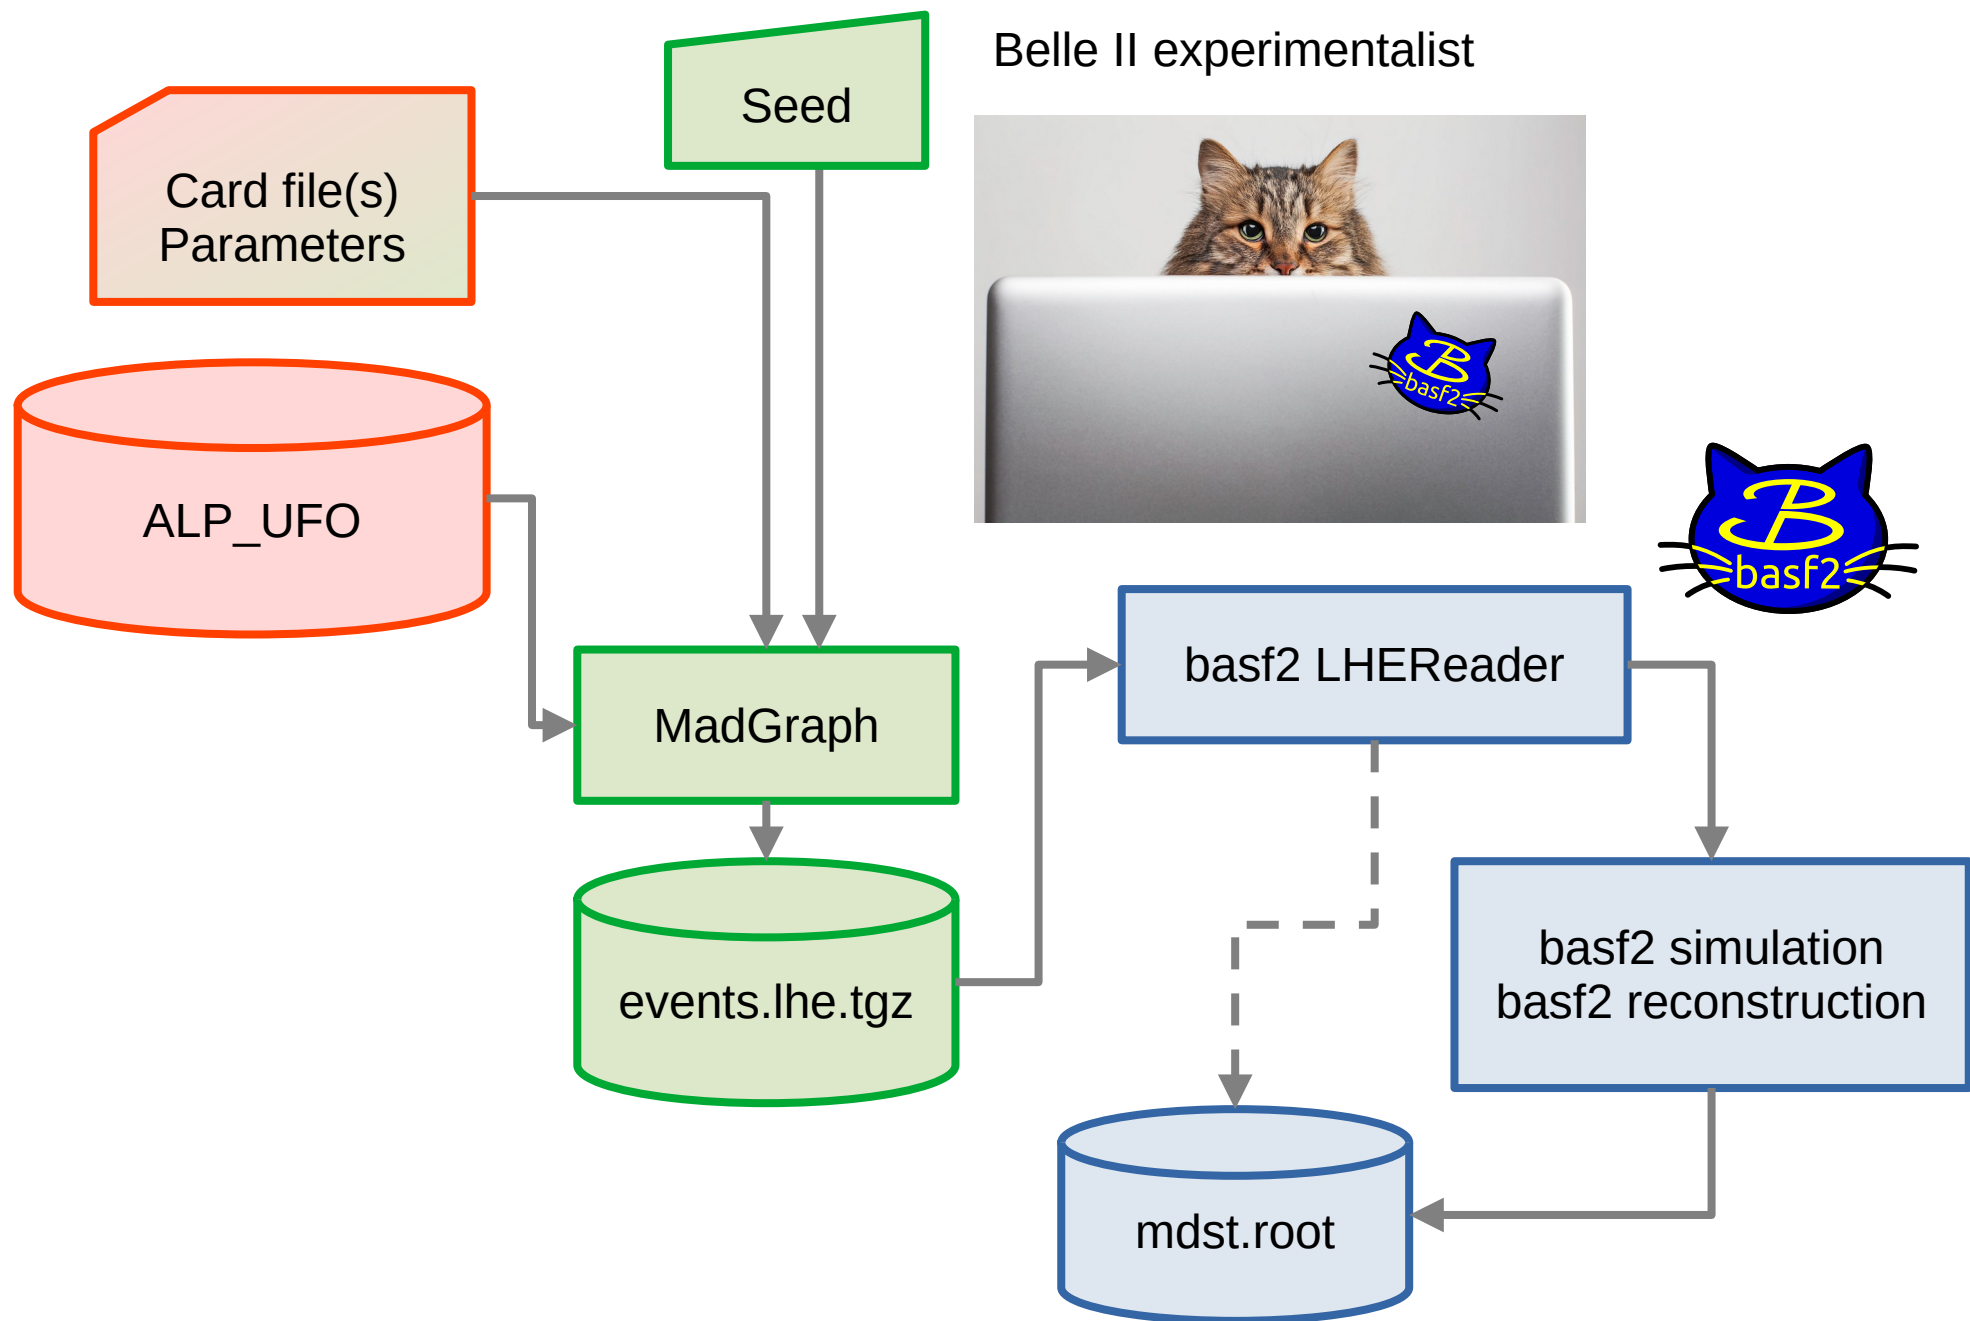 Belle II experimentalist
Seed
Card file(s)
Parameters
B
basf2
ALP_UFO
B
basf2
basf2 LHEReader
MadGraph
basf2 simulation
basf2 reconstruction
events.lhe.tgz
mdst.root